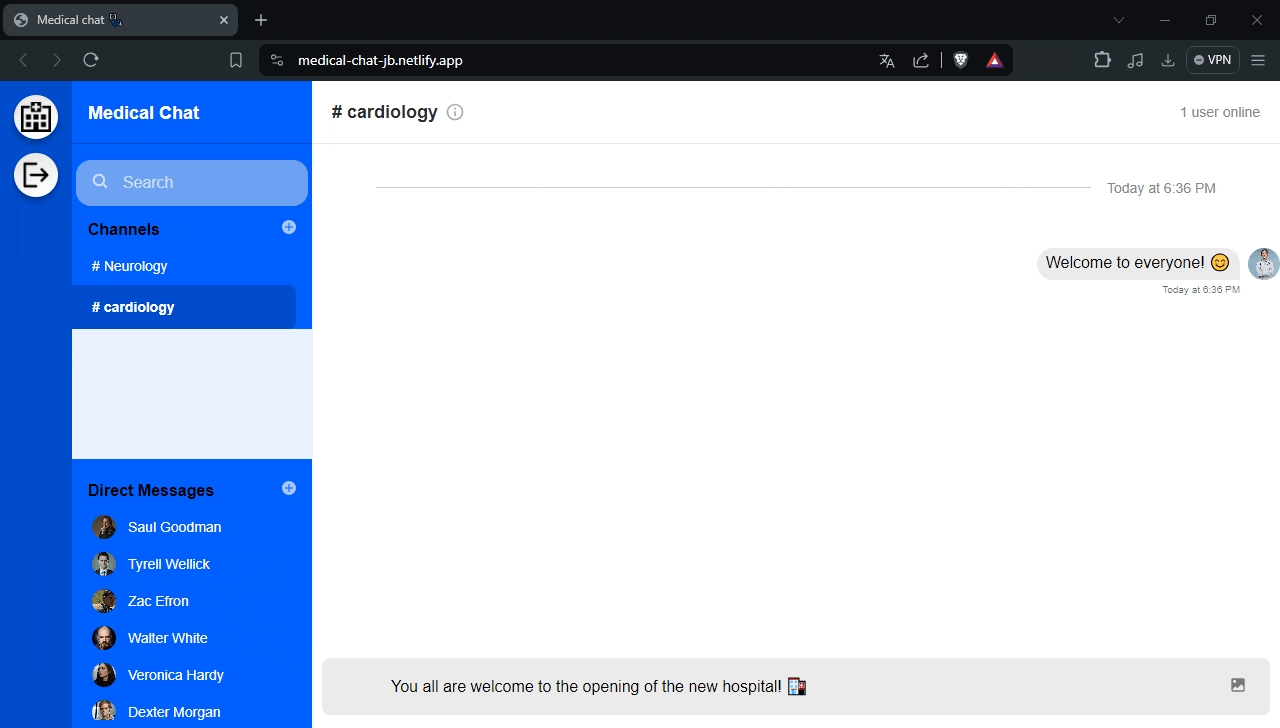 Medical chat
medical-chat-jb.netlify.app
VPN
Medical Chat
Search
Channels
# Neurology
# cardiology
Direct Messages
Saul Goodman
Tyrell Wellick
Zac Efron
Walter White
Veronica Hardy
Dexter Morgan
# cardiology
1 user online
Today at 6:36 PM
Welcome to everyone! 😊
Today at 6:36 PM
You all are welcome to the opening of the new hospital! 🏥